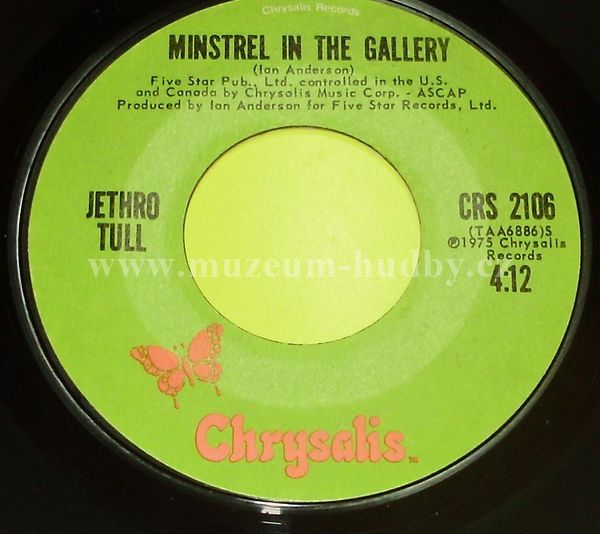 Chrysalis Records
MINSTREL IN THE GALLERY
(Ian Anderson)
Five Star Pub., Ltd. controlled in the U.S.
and Canada by Chrysalis Music Corp. - ASCAP
Produced by Ian Anderson for Five Star Records, Ltd.
JETHRO
TULL
CRS 2106
(TAA6886)S
℗1975 Chrysalis
Records
4:12
www.muzeum-hudby.cz
Chrysalis™